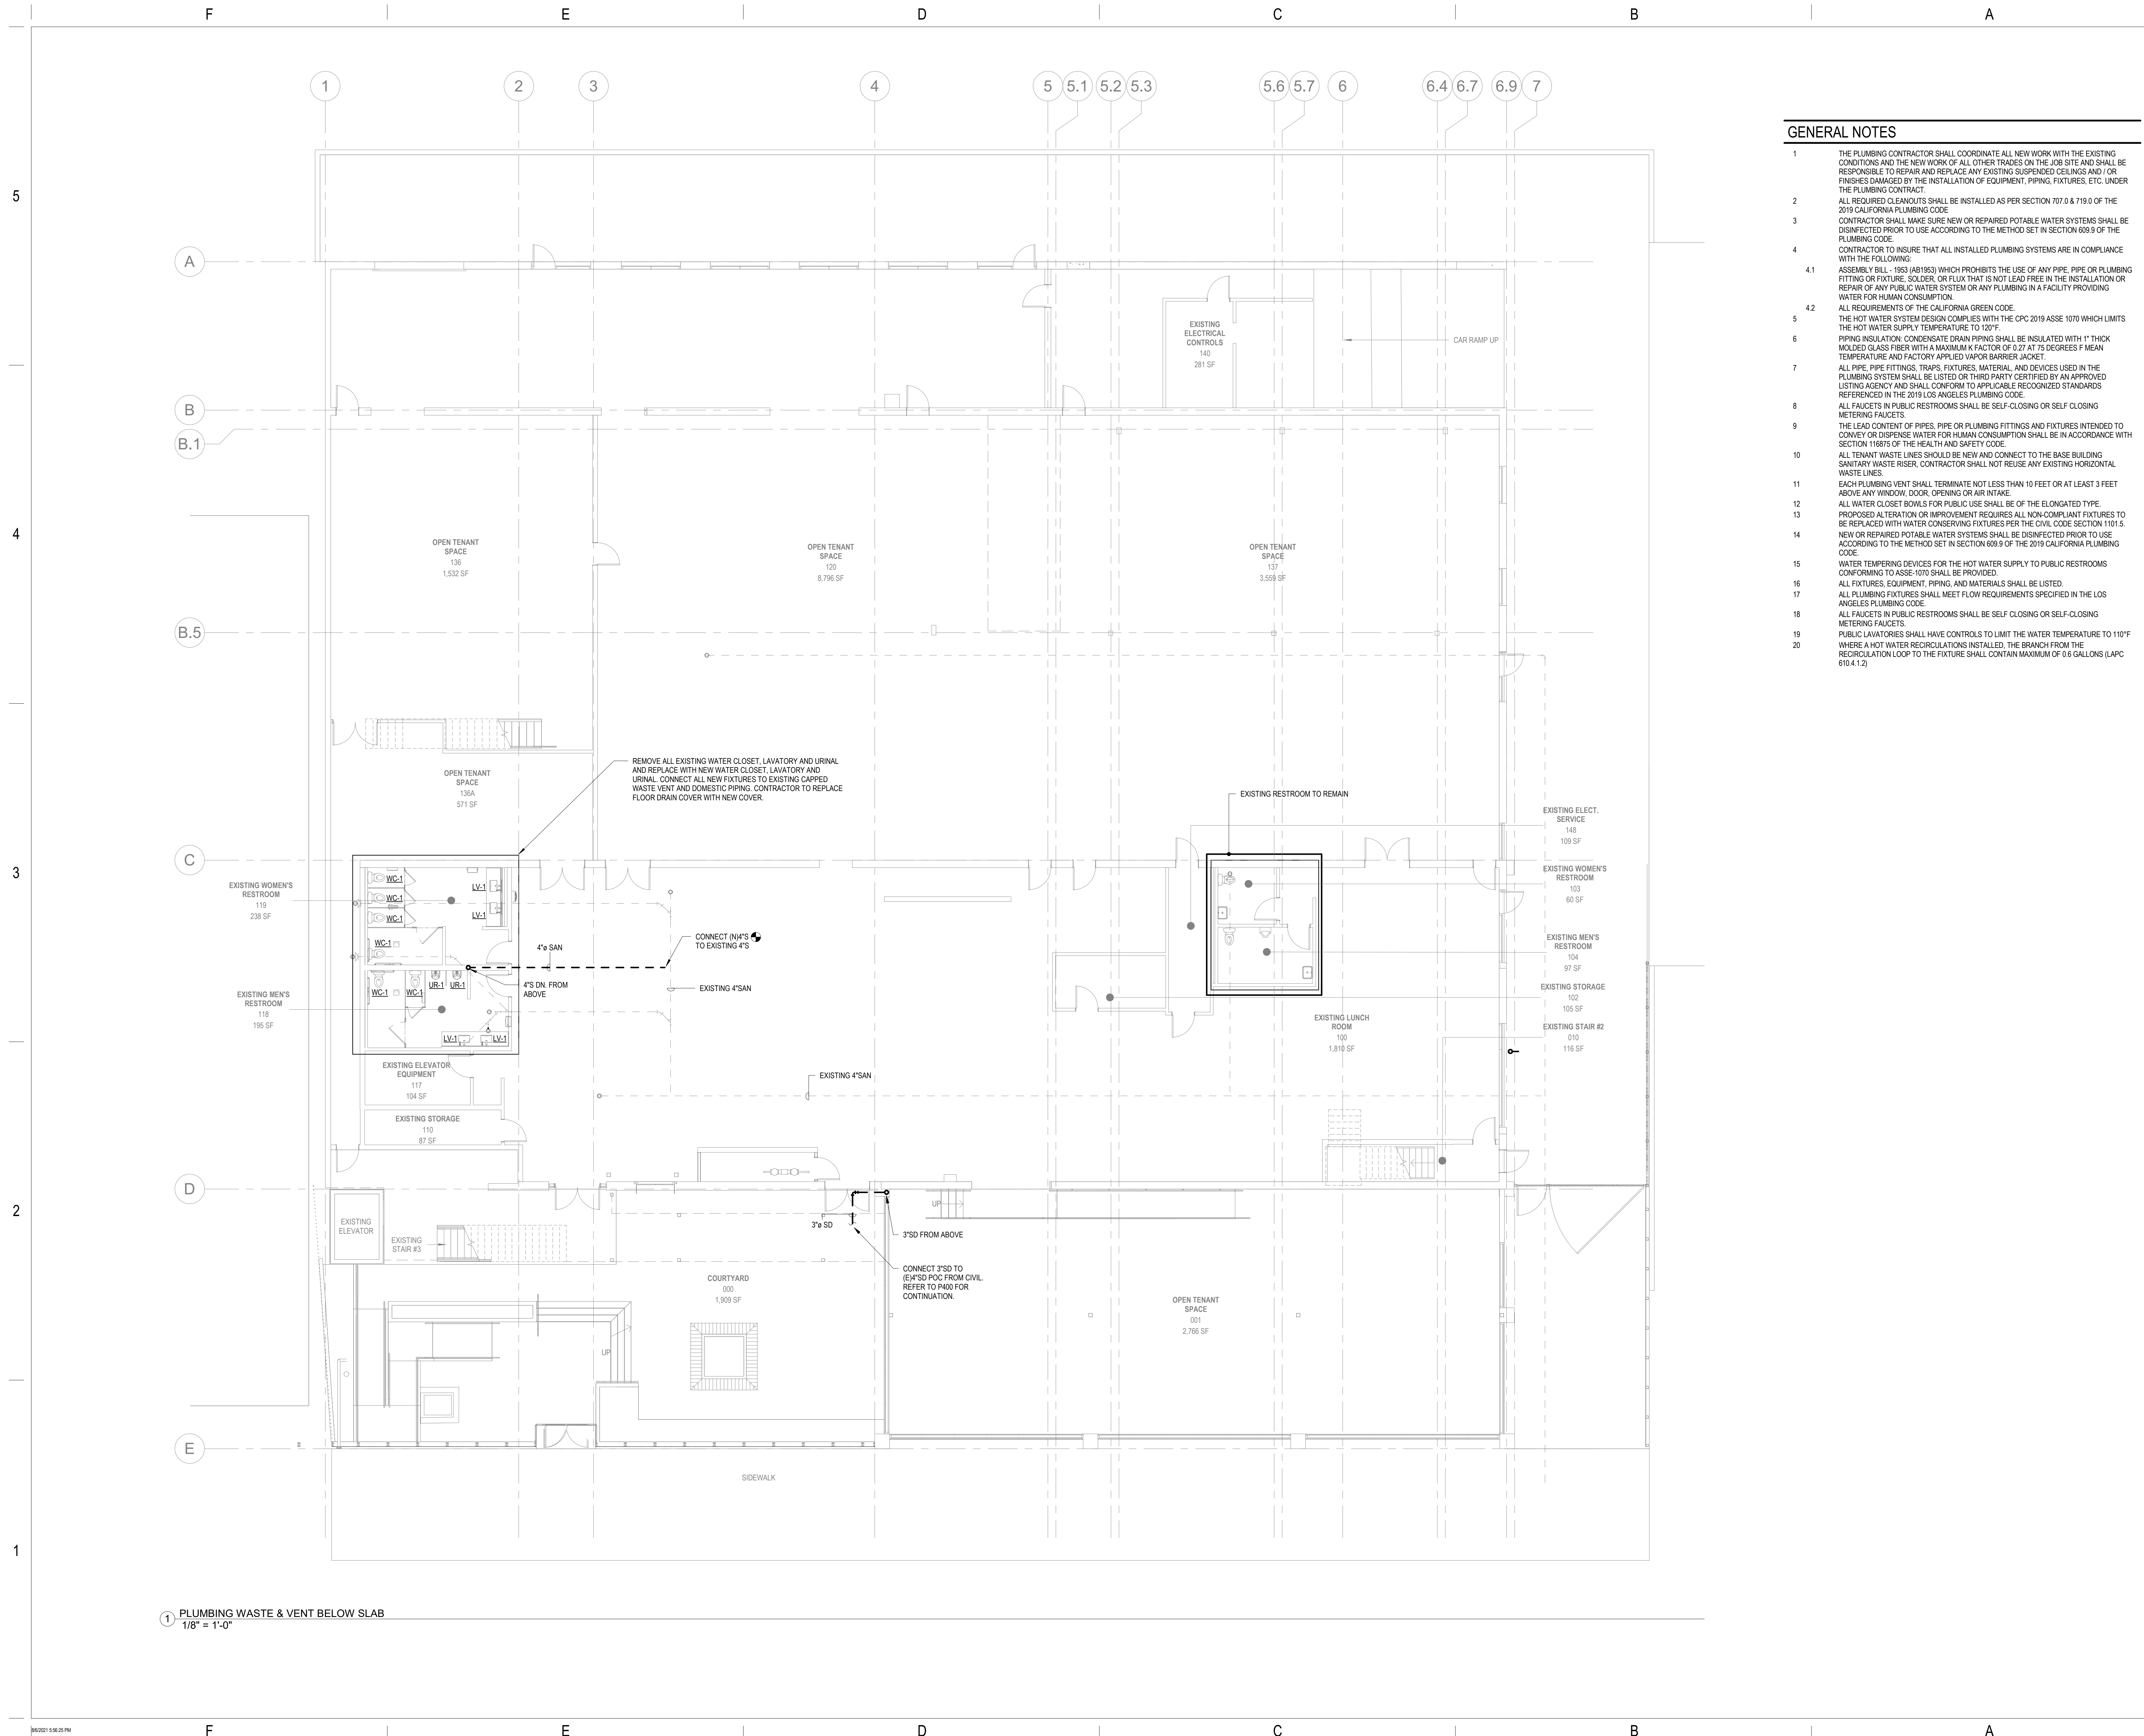 F E D C B A
1 2 3 4 5 5.1 5.2 5.3 5.6 5.7 6 6.4 6.7 6.9 7
5
4
3
2
1
A
B
B.1
B.5
C
D
E
GENERAL NOTES
1 THE PLUMBING CONTRACTOR SHALL COORDINATE ALL NEW WORK WITH THE EXISTING
CONDITIONS AND THE NEW WORK OF ALL OTHER TRADES ON THE JOB SITE AND SHALL BE
RESPONSIBLE TO REPAIR AND REPLACE ANY EXISTING SUSPENDED CEILINGS AND / OR
FINISHES DAMAGED BY THE INSTALLATION OF EQUIPMENT, PIPING, FIXTURES, ETC. UNDER
THE PLUMBING CONTRACT.
2 ALL REQUIRED CLEANOUTS SHALL BE INSTALLED AS PER SECTION 707.0 & 719.0 OF THE
2019 CALIFORNIA PLUMBING CODE
3 CONTRACTOR SHALL MAKE SURE NEW OR REPAIRED POTABLE WATER SYSTEMS SHALL BE
DISINFECTED PRIOR TO USE ACCORDING TO THE METHOD SET IN SECTION 609.9 OF THE
PLUMBING CODE.
4 CONTRACTOR TO INSURE THAT ALL INSTALLED PLUMBING SYSTEMS ARE IN COMPLIANCE
WITH THE FOLLOWING:
4.1 ASSEMBLY BILL - 1953 (AB1953) WHICH PROHIBITS THE USE OF ANY PIPE, PIPE OR PLUMBING
FITTING OR FIXTURE, SOLDER, OR FLUX THAT IS NOT LEAD FREE IN THE INSTALLATION OR
REPAIR OF ANY PUBLIC WATER SYSTEM OR ANY PLUMBING IN A FACILITY PROVIDING
WATER FOR HUMAN CONSUMPTION.
4.2 ALL REQUIREMENTS OF THE CALIFORNIA GREEN CODE.
5 THE HOT WATER SYSTEM DESIGN COMPLIES WITH THE CPC 2019 ASSE 1070 WHICH LIMITS
THE HOT WATER SUPPLY TEMPERATURE TO 120°F.
6 PIPING INSULATION: CONDENSATE DRAIN PIPING SHALL BE INSULATED WITH 1" THICK
MOLDED GLASS FIBER WITH A MAXIMUM K FACTOR OF 0.27 AT 75 DEGREES F MEAN
TEMPERATURE AND FACTORY APPLIED VAPOR BARRIER JACKET.
7 ALL PIPE, PIPE FITTINGS, TRAPS, FIXTURES, MATERIAL, AND DEVICES USED IN THE
PLUMBING SYSTEM SHALL BE LISTED OR THIRD PARTY CERTIFIED BY AN APPROVED
LISTING AGENCY AND SHALL CONFORM TO APPLICABLE RECOGNIZED STANDARDS
REFERENCED IN THE 2019 LOS ANGELES PLUMBING CODE.
8 ALL FAUCETS IN PUBLIC RESTROOMS SHALL BE SELF-CLOSING OR SELF CLOSING
METERING FAUCETS.
9 THE LEAD CONTENT OF PIPES, PIPE OR PLUMBING FITTINGS AND FIXTURES INTENDED TO
CONVEY OR DISPENSE WATER FOR HUMAN CONSUMPTION SHALL BE IN ACCORDANCE WITH
SECTION 116875 OF THE HEALTH AND SAFETY CODE.
10 ALL TENANT WASTE LINES SHOULD BE NEW AND CONNECT TO THE BASE BUILDING
SANITARY WASTE RISER, CONTRACTOR SHALL NOT REUSE ANY EXISTING HORIZONTAL
WASTE LINES.
11 EACH PLUMBING VENT SHALL TERMINATE NOT LESS THAN 10 FEET OR AT LEAST 3 FEET
ABOVE ANY WINDOW, DOOR, OPENING OR AIR INTAKE.
12 ALL WATER CLOSET BOWLS FOR PUBLIC USE SHALL BE OF THE ELONGATED TYPE.
13 PROPOSED ALTERATION OR IMPROVEMENT REQUIRES ALL NON-COMPLIANT FIXTURES TO
BE REPLACED WITH WATER CONSERVING FIXTURES PER THE CIVIL CODE SECTION 1101.5.
14 NEW OR REPAIRED POTABLE WATER SYSTEMS SHALL BE DISINFECTED PRIOR TO USE
ACCORDING TO THE METHOD SET IN SECTION 609.9 OF THE 2019 CALIFORNIA PLUMBING
CODE.
15 WATER TEMPERING DEVICES FOR THE HOT WATER SUPPLY TO PUBLIC RESTROOMS
CONFORMING TO ASSE-1070 SHALL BE PROVIDED.
16 ALL FIXTURES, EQUIPMENT, PIPING, AND MATERIALS SHALL BE LISTED.
17 ALL PLUMBING FIXTURES SHALL MEET FLOW REQUIREMENTS SPECIFIED IN THE LOS
ANGELES PLUMBING CODE.
18 ALL FAUCETS IN PUBLIC RESTROOMS SHALL BE SELF CLOSING OR SELF-CLOSING
METERING FAUCETS.
19 PUBLIC LAVATORIES SHALL HAVE CONTROLS TO LIMIT THE WATER TEMPERATURE TO 110°F
20 WHERE A HOT WATER RECIRCULATIONS INSTALLED, THE BRANCH FROM THE
RECIRCULATION LOOP TO THE FIXTURE SHALL CONTAIN MAXIMUM OF 0.6 GALLONS (LAPC
610.4.1.2)
EXISTING
ELECTRICAL
CONTROLS
140
281 SF
CAR RAMP UP
OPEN TENANT
SPACE
136
1,532 SF
OPEN TENANT
SPACE
120
8,796 SF
OPEN TENANT
SPACE
137
3,559 SF
OPEN TENANT
SPACE
136A
571 SF
REMOVE ALL EXISTING WATER CLOSET, LAVATORY AND URINAL
AND REPLACE WITH NEW WATER CLOSET, LAVATORY AND
URINAL. CONNECT ALL NEW FIXTURES TO EXISTING CAPPED
WASTE VENT AND DOMESTIC PIPING. CONTRACTOR TO REPLACE
FLOOR DRAIN COVER WITH NEW COVER.
EXISTING RESTROOM TO REMAIN
EXISTING ELECT.
SERVICE
148
109 SF
EXISTING WOMEN'S
RESTROOM
103
60 SF
EXISTING MEN'S
RESTROOM
104
97 SF
EXISTING STORAGE
102
105 SF
EXISTING STAIR #2
010
116 SF
EXISTING LUNCH
ROOM
100
1,810 SF
EXISTING WOMEN'S
RESTROOM
119
238 SF
EXISTING MEN'S
RESTROOM
118
195 SF
WC-1
WC-1
WC-1
WC-1
LV-1
LV-1
WC-1
WC-1
UR-1
UR-1
LV-1
LV-1
4"ø SAN
CONNECT (N)4"S
TO EXISTING 4"S
4"S DN. FROM
ABOVE
EXISTING 4"SAN
EXISTING 4"SAN
EXISTING ELEVATOR
EQUIPMENT
117
104 SF
EXISTING STORAGE
110
87 SF
EXISTING
ELEVATOR
EXISTING
STAIR #3
UP
3"ø SD
3"SD FROM ABOVE
CONNECT 3"SD TO
(E)4"SD POC FROM CIVIL.
REFER TO P400 FOR
CONTINUATION.
COURTYARD
000
1,909 SF
UP
OPEN TENANT
SPACE
001
2,766 SF
SIDEWALK
1 PLUMBING WASTE & VENT BELOW SLAB
1/8" = 1'-0"
8/6/2021 5:56:25 PM
F E D C B A